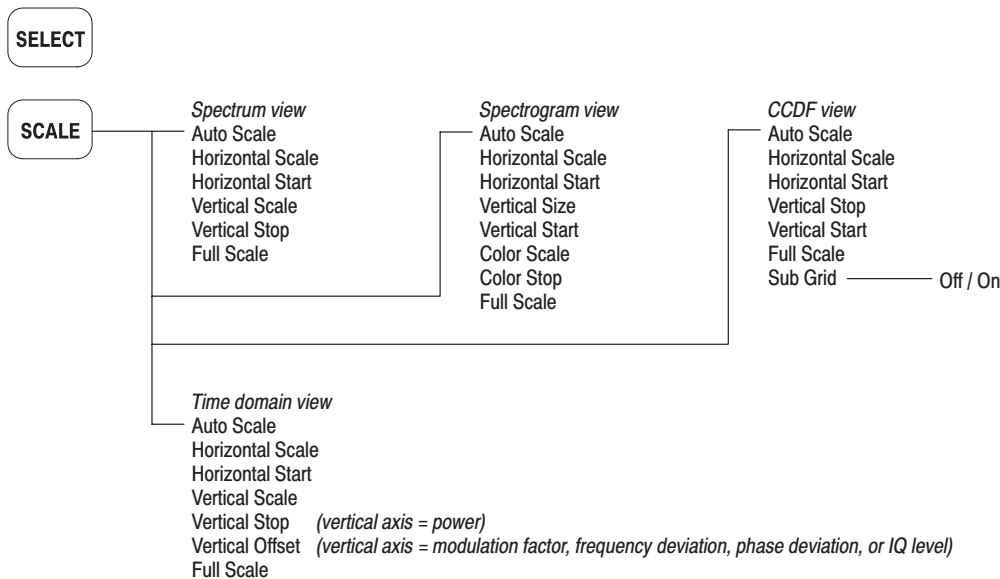 SELECT
SCALE
Spectrum view
Auto Scale
Horizontal Scale
Horizontal Start
Vertical Scale
Vertical Stop
Full Scale
Spectrogram view
Auto Scale
Horizontal Scale
Horizontal Start
Vertical Size
Vertical Start
Color Scale
Color Stop
Full Scale
CCDF view
Auto Scale
Horizontal Scale
Horizontal Start
Vertical Stop
Vertical Start
Full Scale
Sub Grid Off / On
Time domain view
Auto Scale
Horizontal Scale
Horizontal Start
Vertical Scale
Vertical Stop (vertical axis = power)
Vertical Offset (vertical axis = modulation factor, frequency deviation, phase deviation, or IQ level)
Full Scale